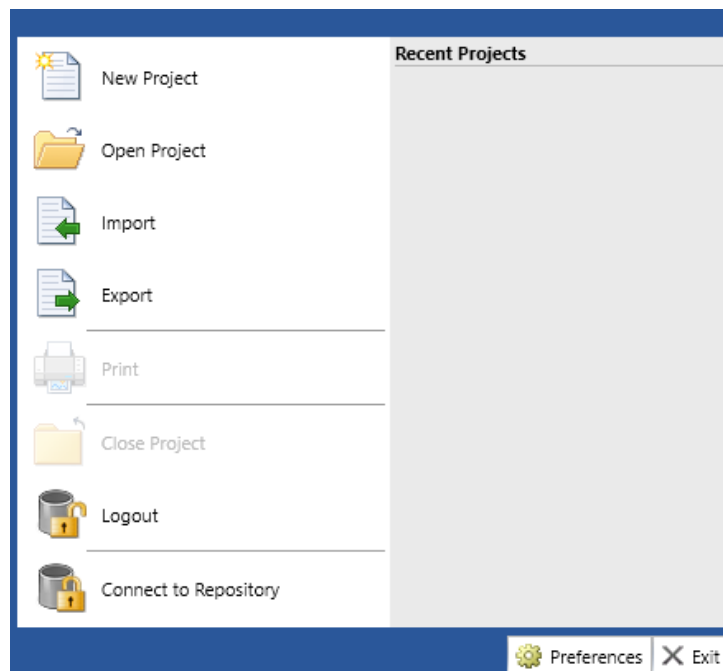 New Project
Open Project
Import
Export
Print
Close Project
Logout
Connect to Repository
Recent Projects
Preferences
Exit